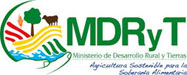 MDRyT
Ministerio de Desarrollo Rural y Tierras
Agricultura Sostenible para la
Soberanía Alimentaria